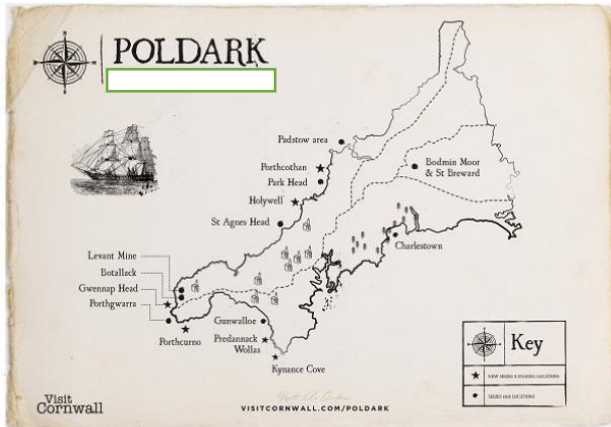 POLDARK
Padstow area
Porthcothan
Park Head
Bodmin Moor
& St Breward
Holywell
St Agnes Head
Charlestown
Levant Mine
Botallack
Gwennap Head
Porthgwarra
Porthcurno
Gunwalloe
Predannack
Wollas
Kynance Cove
Key
Visit
Cornwall
VISITCORNWALL.COM/POLDARK